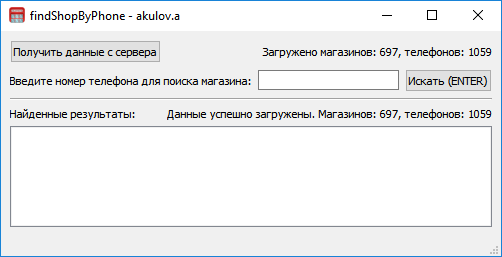 findShopByPhone - akulov.a
Получить данные с сервера Загружено магазинов: 697, телефонов: 1059
Введите номер телефона для поиска магазина: Искать (ENTER)
Найденные результаты: Данные успешно загружены. Магазинов: 697, телефонов: 1059